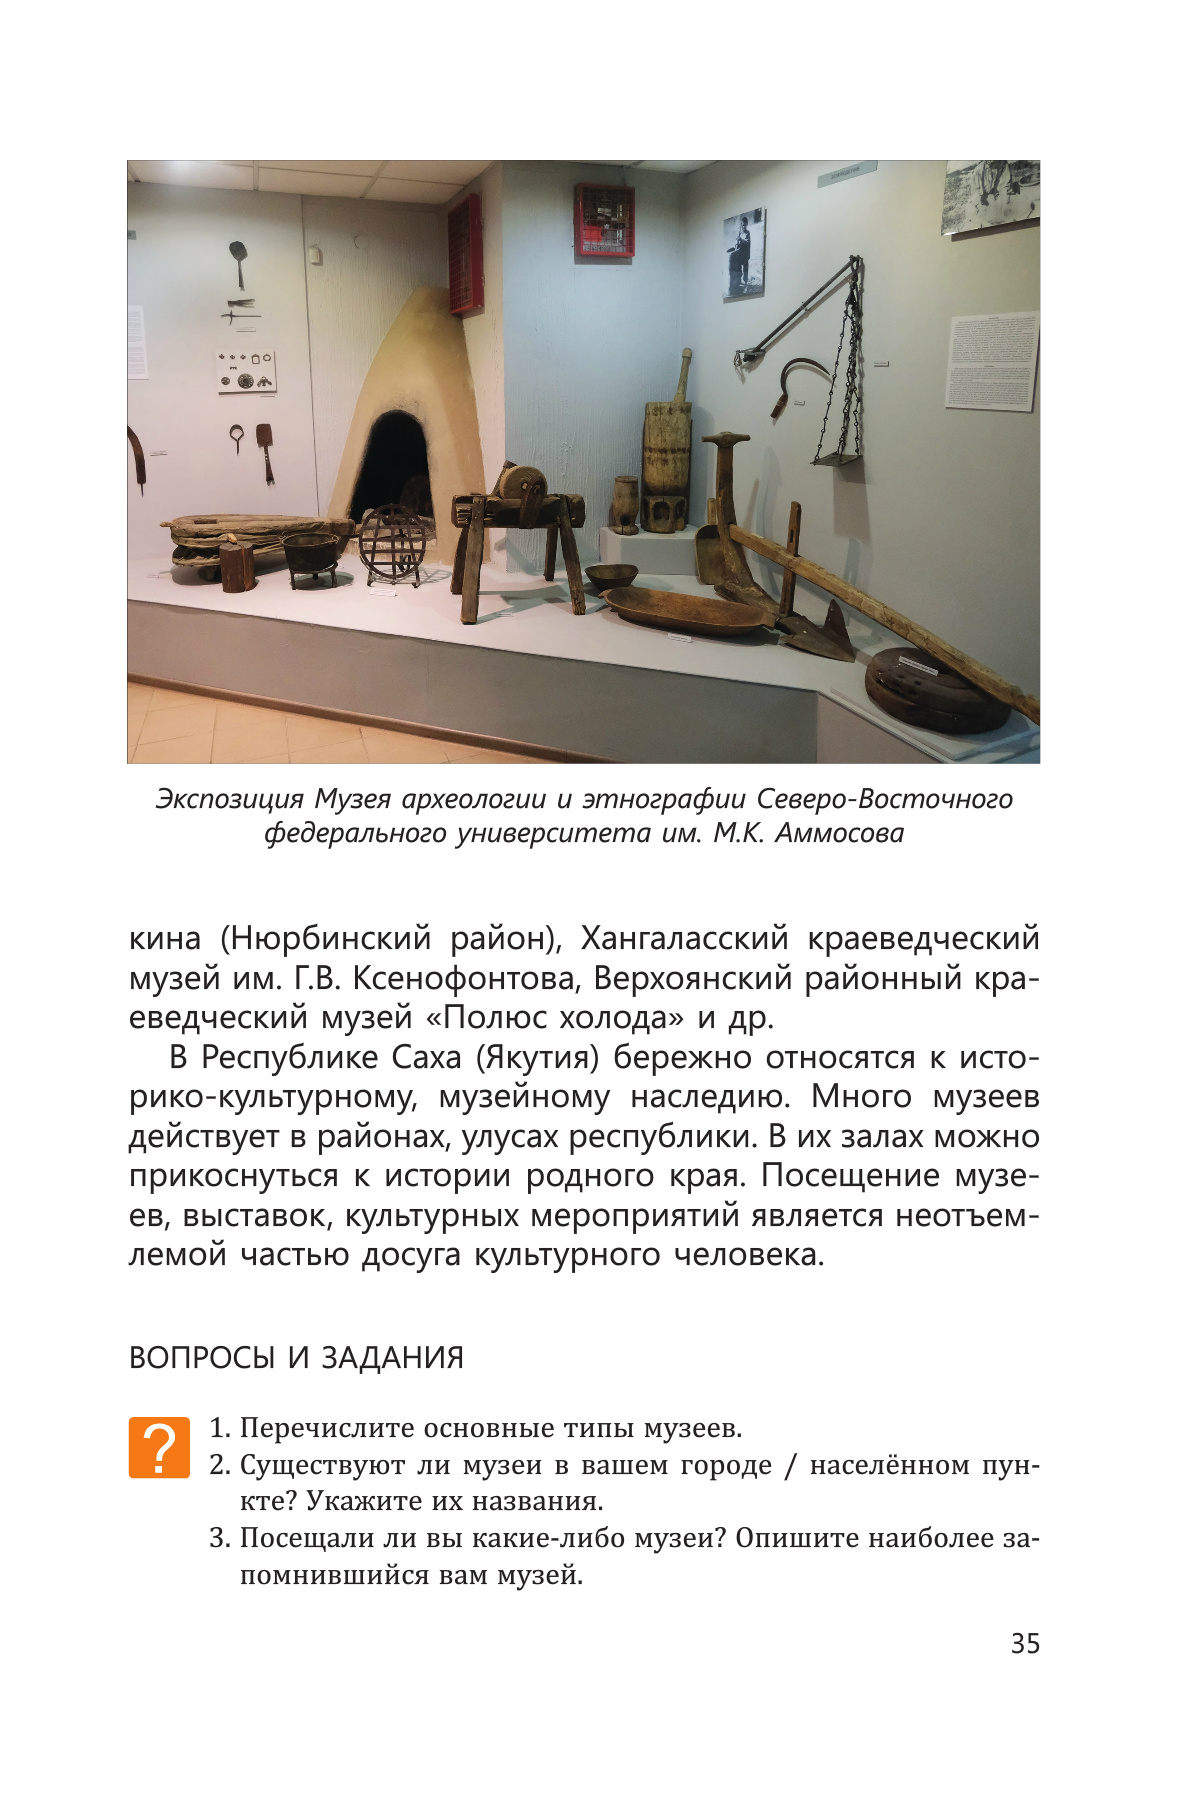 Экспозиция Музея археологии и этнографии Северо-Восточного
федерального университета им. М.К. Аммосова
кина (Нюрбинский район), Хангаласский краеведческий
музей им. Г.В. Ксенофонтова, Верхоянский районный кра-
еведческий музей «Полюс холода» и др.
В Республике Саха (Якутия) бережно относятся к исто-
рико-культурному, музейному наследию. Много музеев
действует в районах, улусах республики. В их залах можно
прикоснуться к истории родного края. Посещение музе-
ев, выставок, культурных мероприятий является неотъем-
лемой частью досуга культурного человека.
ВОПРОСЫ И ЗАДАНИЯ
?
1. Перечислите основные типы музеев.
2. Существуют ли музеи в вашем городе / населённом пун-
кте? Укажите их названия.
3. Посещали ли вы какие-либо музеи? Опишите наиболее за-
помнившийся вам музей.
35